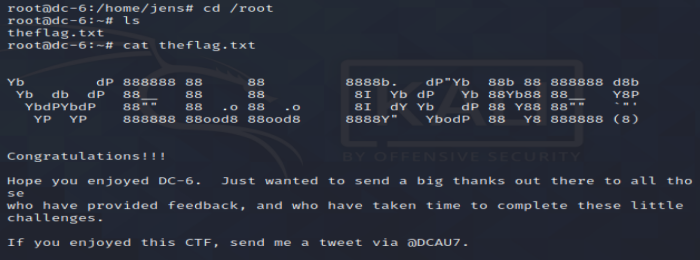 root@dc-6:/home/jens# cd /root
root@dc-6:~# ls
theflag.txt
root@dc-6:~# cat theflag.txt
Yb        dP 888888 88     88         8888b.   dP"Yb  88b 88 888888 d8b
 Yb  db  dP  88__   88     88          8I  Yb dP   Yb 88Yb88 88__   Y8P
  YbdPYbdP   88""   88  .o 88  .o      8I  dY Yb   dP 88 Y88 88""   `"'
   YP  YP    888888 88ood8 88ood8     8888Y"   YbodP  88  Y8 888888 (8)
KALI
BY OFFENSIVE SECURITY
Congratulations!!!
Hope you enjoyed DC-6.  Just wanted to send a big thanks out there to all tho
se
who have provided feedback, and who have taken time to complete these little
challenges.
If you enjoyed this CTF, send me a tweet via @DCAU7.